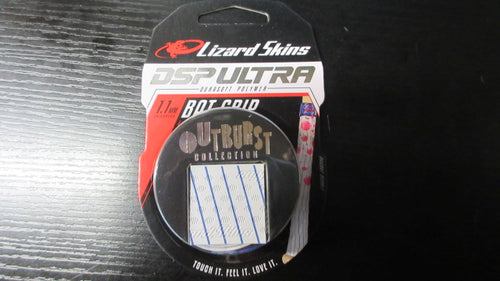 Lizard Skins
DSP ULTRA
DURASOFT POLYMER
1.1MM
BAT GRIP
OUTBURST
COLLECTION
TOUCH IT. FEEL IT. LOVE IT.